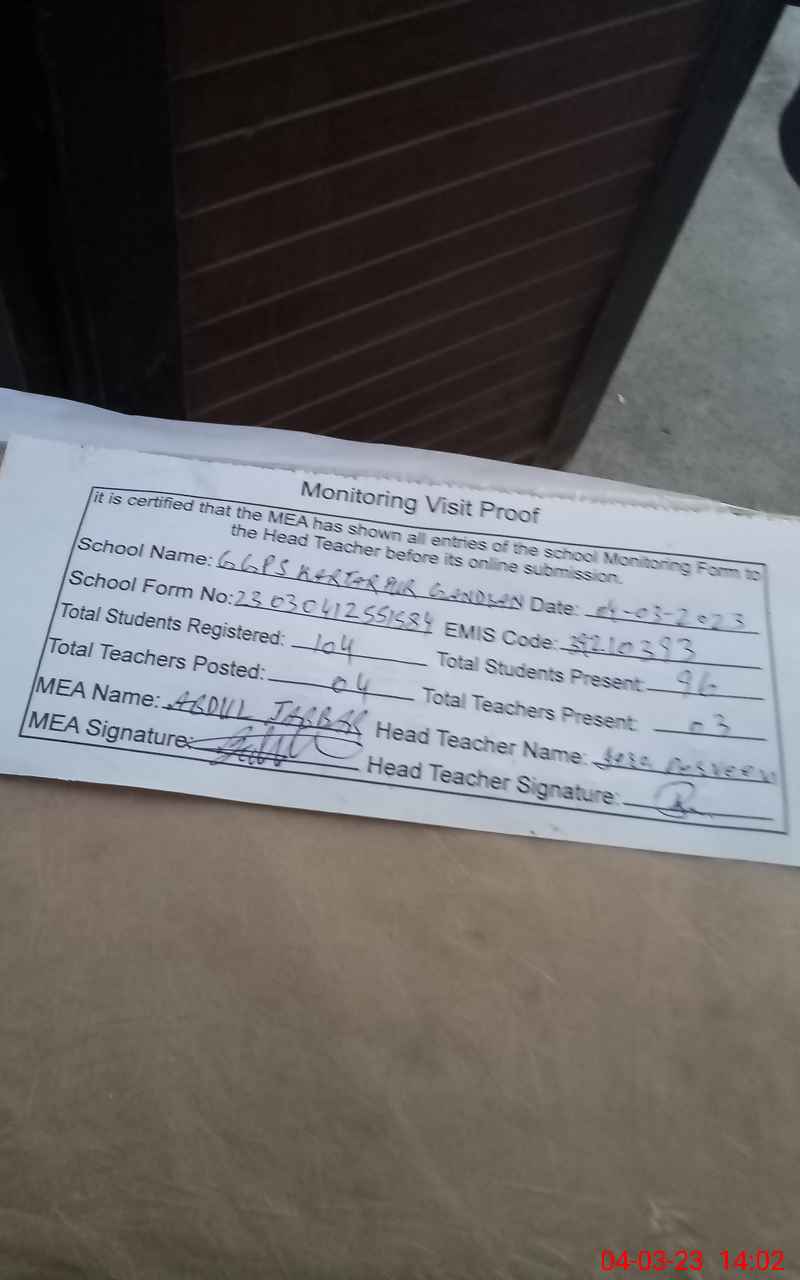 Monitoring Visit Proof
it is certified that the MEA has shown all entries of the school Monitoring Form to
the Head Teacher before its online submission.
School Name: GGPS KARTARPUR GANDIAN Date: 04-03-2023
School Form No: 23030412551584 EMIS Code: 39210393
Total Students Registered: 104 Total Students Present: 96
Total Teachers Posted: 04 Total Teachers Present: 03
MEA Name: ABDUL JABBAR Head Teacher Name:
MEA Signature: Head Teacher Signature:
04-03-23 14:02